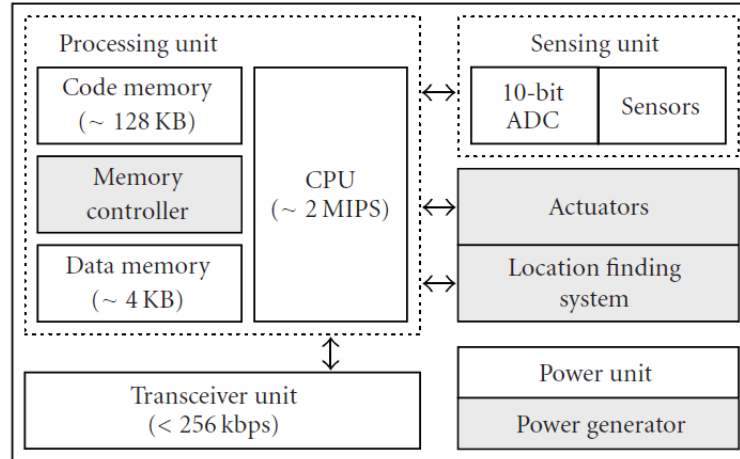 Processing unit
Code memory
(~ 128 KB)
Memory
controller
Data memory
(~ 4 KB)
CPU
(~ 2 MIPS)
Sensing unit
10-bit
ADC
Sensors
Actuators
Location finding
system
Transceiver unit
(< 256 kbps)
Power unit
Power generator